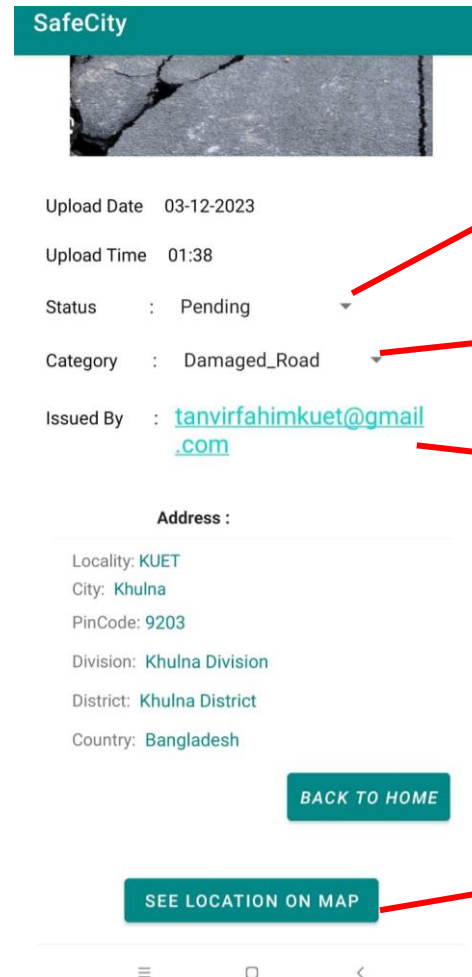 SafeCity
Upload Date 03-12-2023
Upload Time 01:38
Status : Pending
Category : Damaged_Road
Issued By : tanvirfahimkuet@gmail
.com
Address :
Locality: KUET
City: Khulna
PinCode: 9203
Division: Khulna Division
District: Khulna District
Country: Bangladesh
BACK TO HOME
SEE LOCATION ON MAP